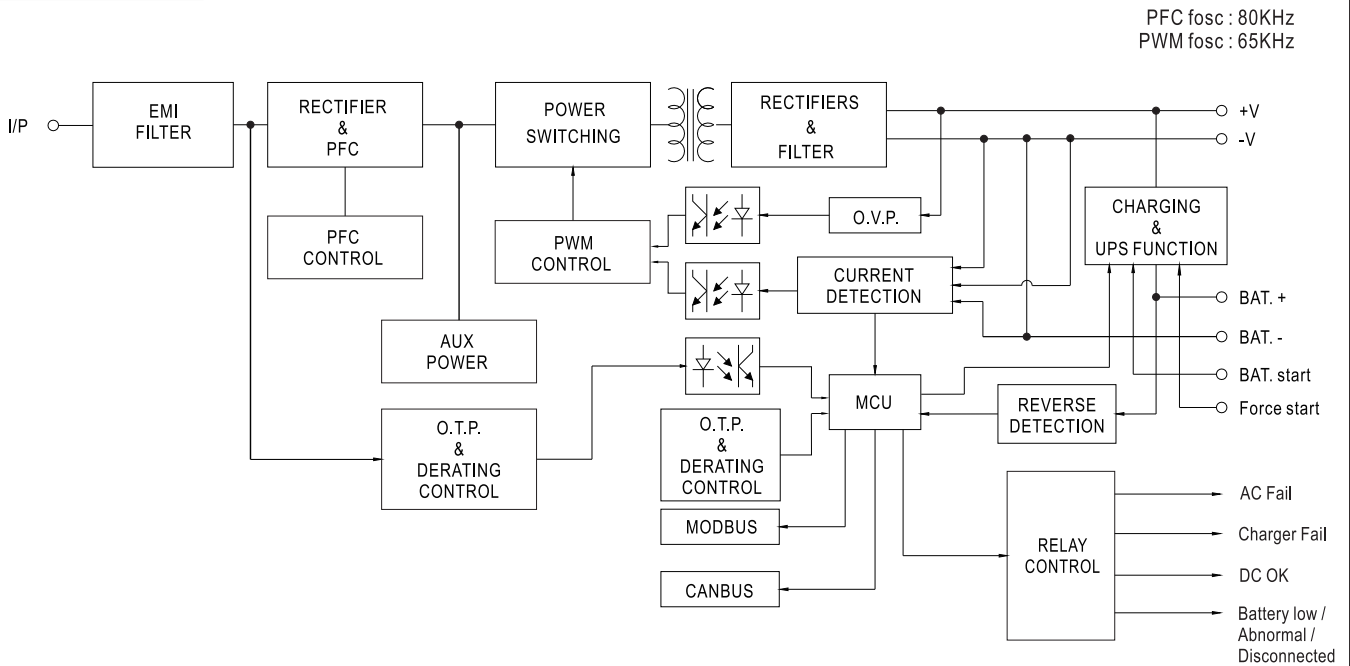 PFC fosc : 80KHz
PWM fosc : 65KHz
I/P
EMI
FILTER
RECTIFIER
&
PFC
POWER
SWITCHING
RECTIFIERS
&
FILTER
+V
-V
PFC
CONTROL
PWM
CONTROL
O.V.P.
CHARGING
&
UPS FUNCTION
CURRENT
DETECTION
BAT. +
BAT. -
BAT. start
Force start
AUX
POWER
MCU
REVERSE
DETECTION
O.T.P.
&
DERATING
CONTROL
O.T.P.
&
DERATING
CONTROL
MODBUS
CANBUS
RELAY
CONTROL
AC Fail
Charger Fail
DC OK
Battery low /
Abnormal /
Disconnected